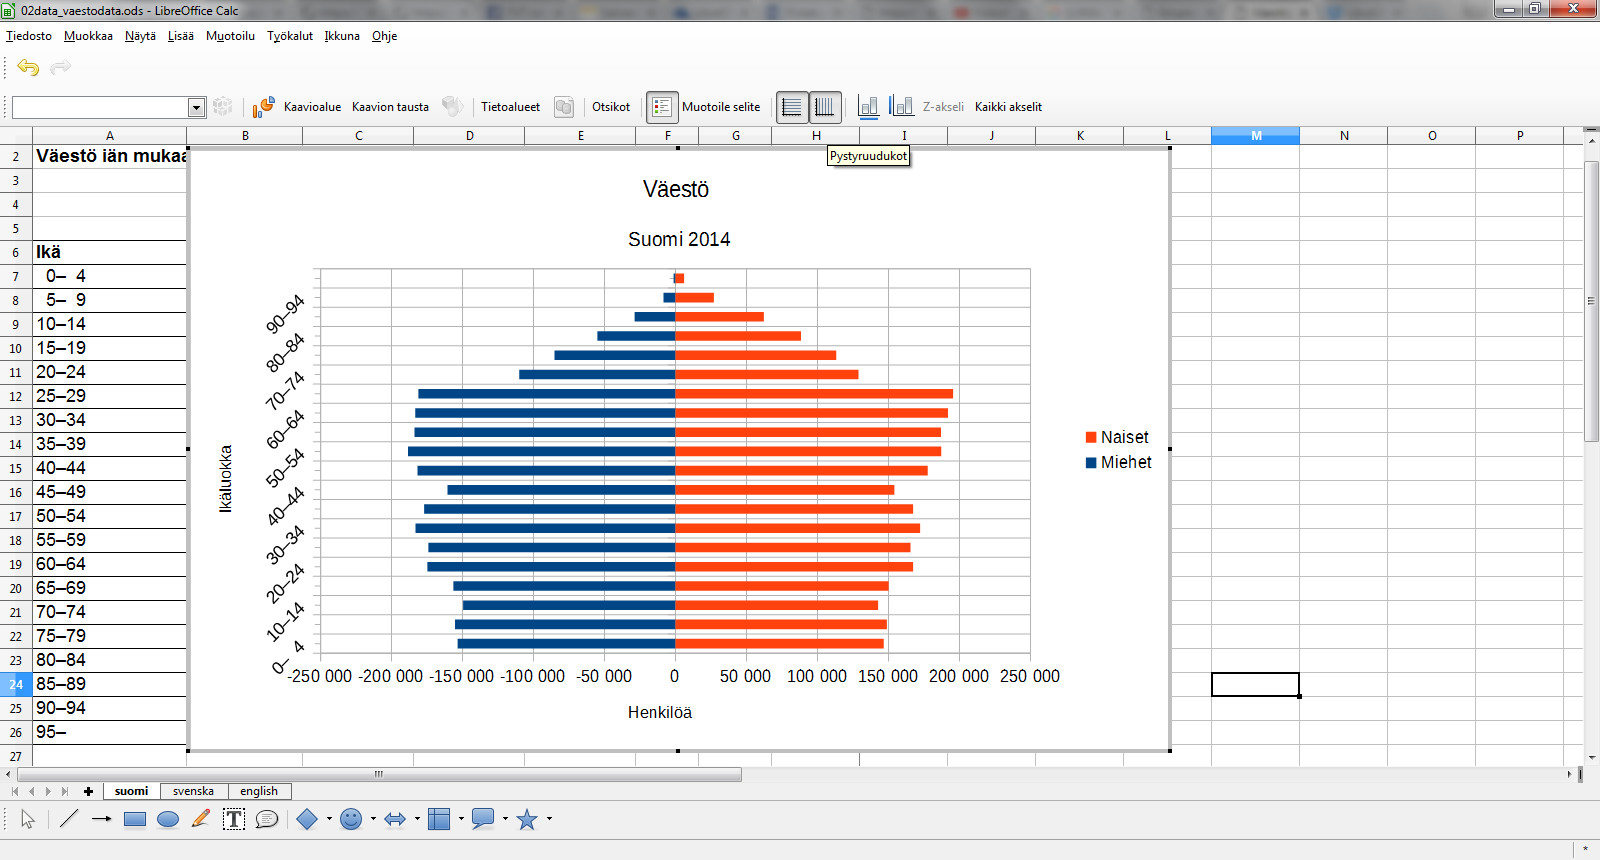 02data_vaestodata.ods - LibreOffice Calc
Tiedosto Muokkaa Näytä Lisää Muotoilu Työkalut Ikkuna Ohje
Kaavioalue Kaavion tausta Tietoalueet Otsikot Muotoile selite Z-akseli Kaikki akselit
A B C D E F G H I J K L M N O P
Pystyruudukot
2 Väestö iän mukaa
3
4
5
6 Ikä
7 0– 4
8 5– 9
9 10–14
10 15–19
11 20–24
12 25–29
13 30–34
14 35–39
15 40–44
16 45–49
17 50–54
18 55–59
19 60–64
20 65–69
21 70–74
22 75–79
23 80–84
24 85–89
25 90–94
26 95–
27
Väestö
Suomi 2014
Ikäluokka
90–94
80–84
70–74
60–64
50–54
40–44
30–34
20–24
10–14
0– 4
-250 000 -200 000 -150 000 -100 000 -50 000 0 50 000 100 000 150 000 200 000 250 000
Henkilöä
Naiset
Miehet
suomi svenska english
T
*